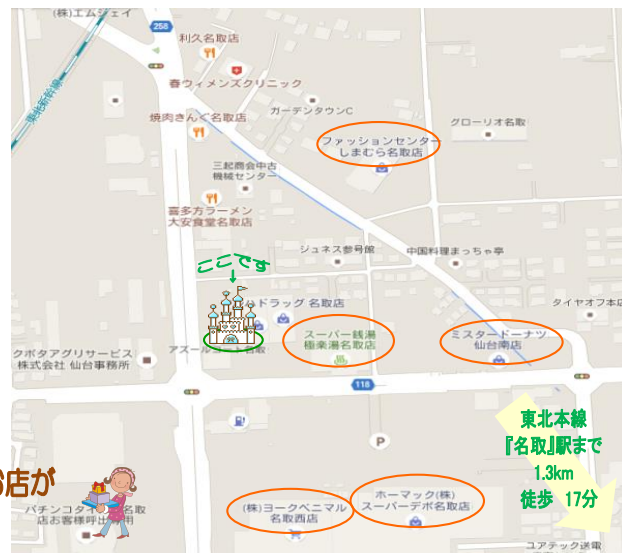 (株)エムジェイ
258
利久名取店
東北新幹線
春ウィメンズクリニック
ガーデンタウンC
焼肉きんぐ名取店
グローリオ名取
ファッションセンター
しまむら名取店
三起商会中古
機械センター
喜多方ラーメン
大安食堂名取店
ここです
ジュネス参号館
中国料理まっちゃ亭
ドラッグ 名取店
タイヤオフ本店
スーパー銭湯
極楽湯名取店
ミスタードーナツ
仙台南店
クボタアグリサービス
株式会社 仙台事務所
118
東北本線
『名取』駅まで
1.3km
徒歩 17分
P
お店が
(株)ヨークベニマル
名取西店
ホーマック(株)
スーパーデポ名取店
ユアテック送電